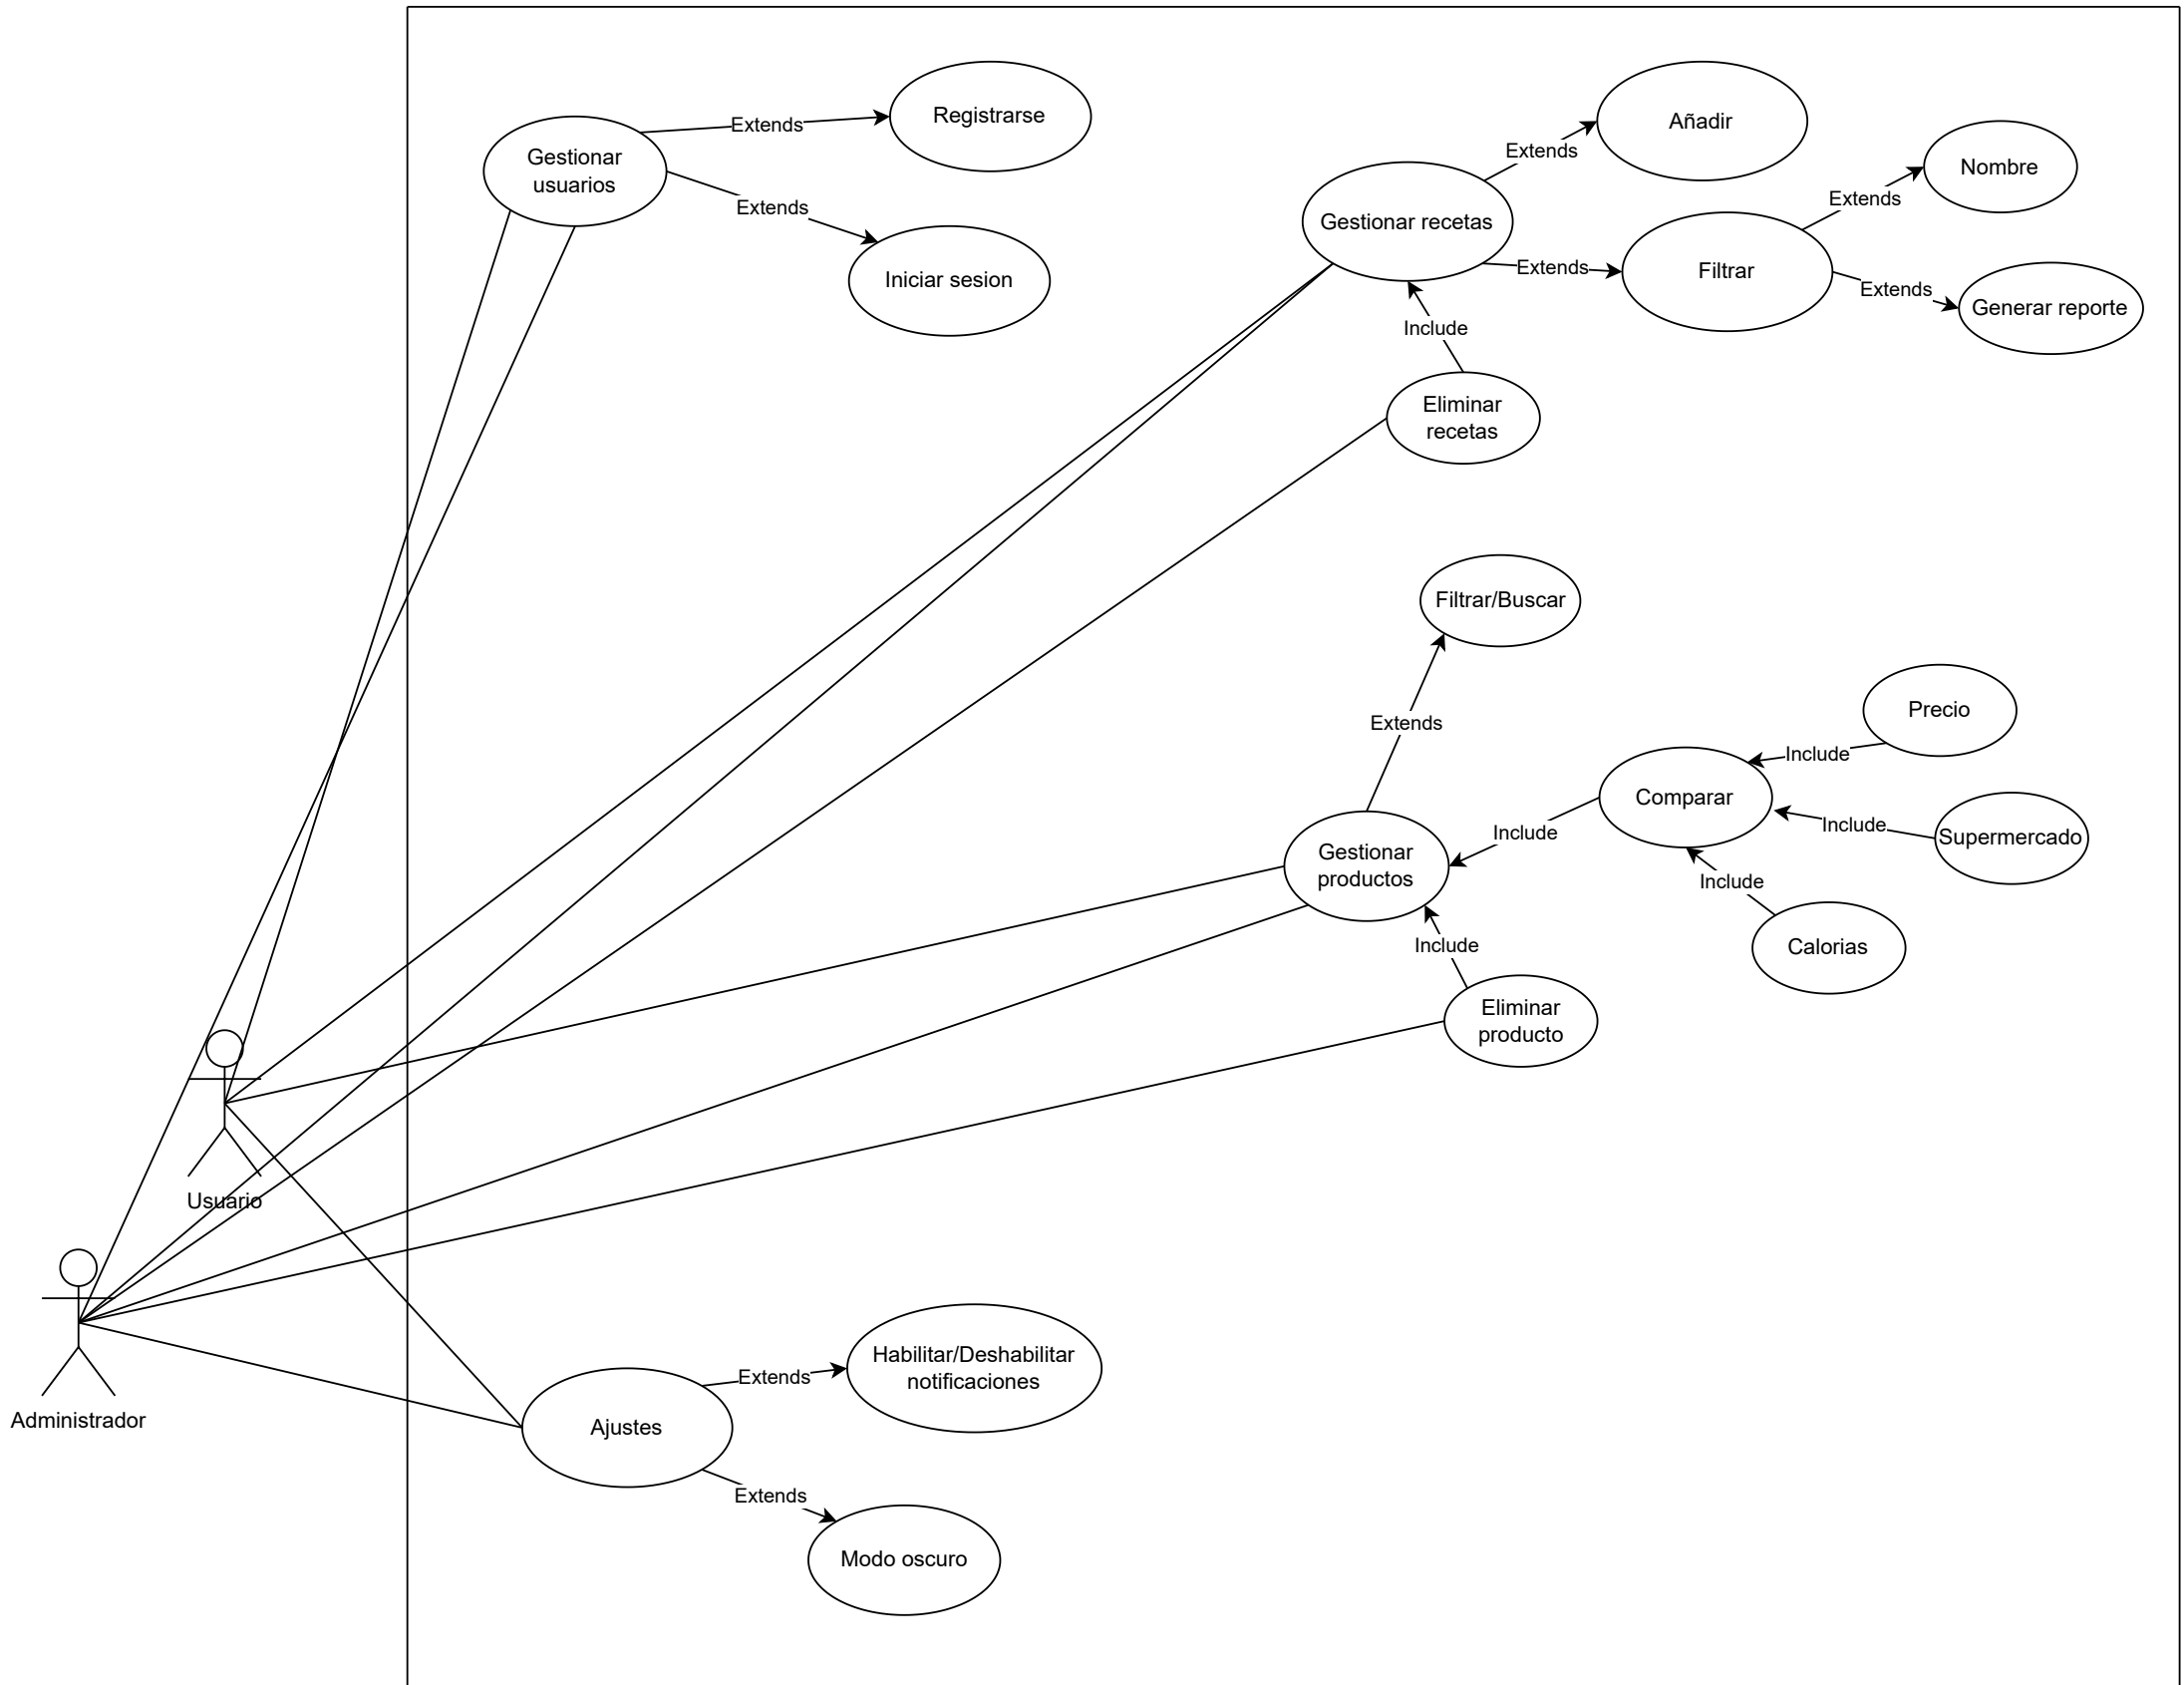 Gestionar
usuarios
Extends
Registrarse
Extends
Iniciar sesion
Gestionar recetas
Extends
Añadir
Extends
Filtrar
Extends
Nombre
Extends
Generar reporte
Include
Eliminar
recetas
Filtrar/Buscar
Extends
Gestionar
productos
Include
Comparar
Include
Precio
Include
Supermercado
Include
Calorias
Include
Eliminar
producto
Usuario
Administrador
Ajustes
Extends
Habilitar/Deshabilitar
notificaciones
Extends
Modo oscuro